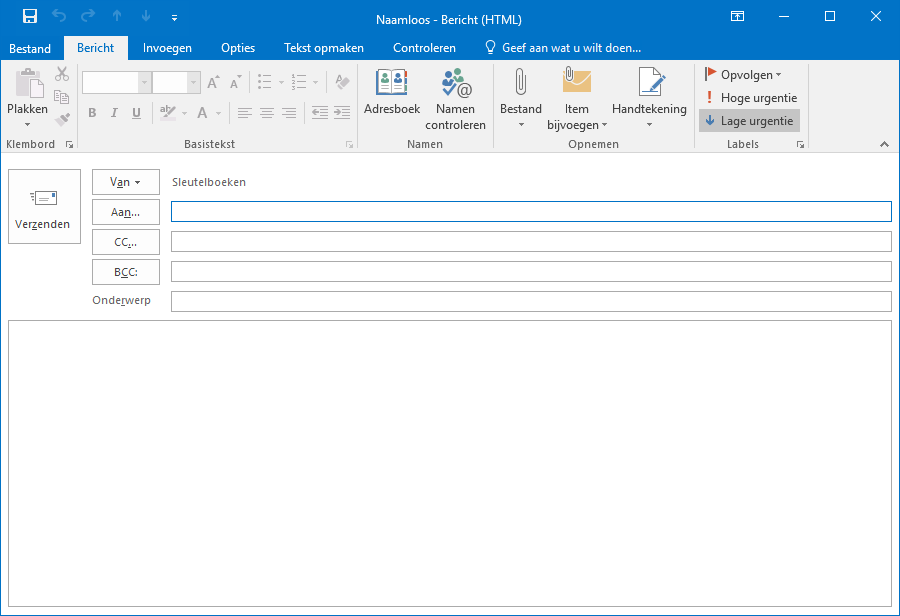 Naamloos - Bericht (HTML)
Bestand Bericht Invoegen Opties Tekst opmaken Controleren Geef aan wat u wilt doen...
Plakken
Klembord
B I U ab A
A A
Basistekst
Adresboek
Namen
controleren
Namen
Bestand
Item
bijvoegen
Handtekening
Opnemen
Opvolgen
Hoge urgentie
Lage urgentie
Labels
Verzenden
Van
Sleutelboeken
Aan...
CC...
BCC:
Onderwerp